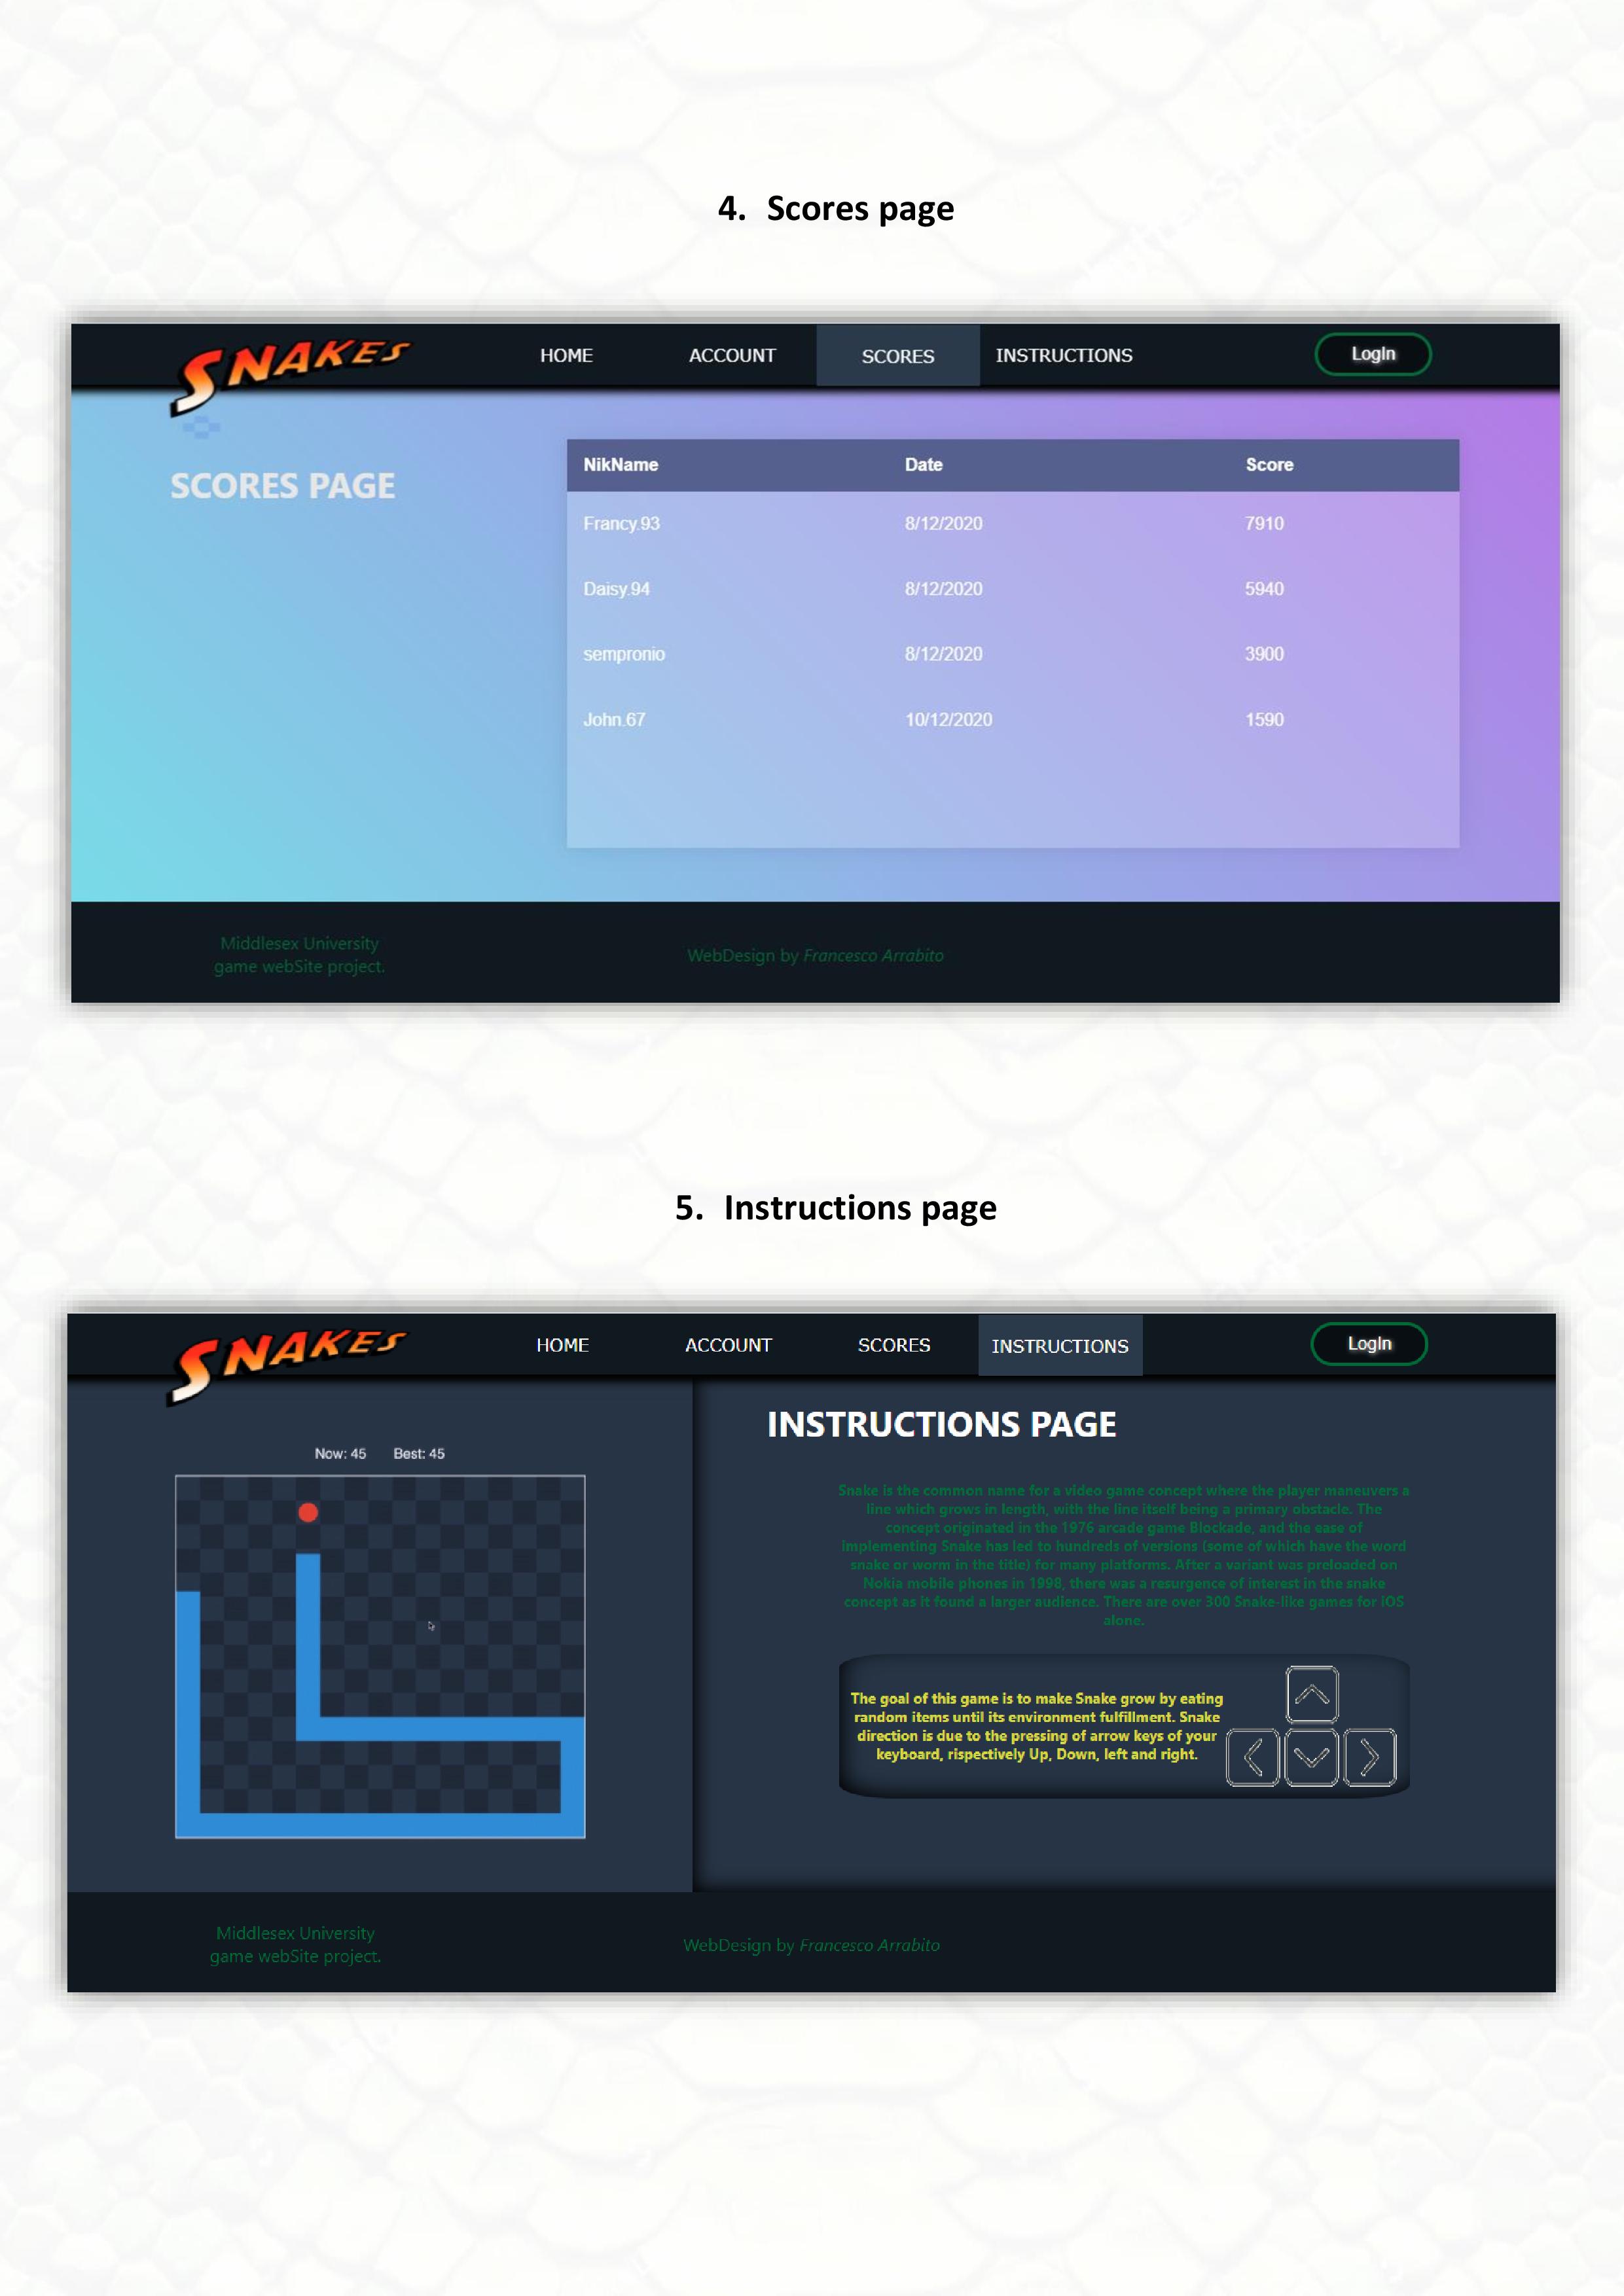 4. Scores page
SNAKES
HOME ACCOUNT SCORES INSTRUCTIONS LogIn
SCORES PAGE
NikName Date Score
Francy.93 8/12/2020 7910
Daisy.94 8/12/2020 5940
sempronio 8/12/2020 3900
John.67 10/12/2020 1590
Middlesex University
game webSite project.
WebDesign by Francesco Arrabito
5. Instructions page
SNAKES
HOME ACCOUNT SCORES INSTRUCTIONS LogIn
Now: 45 Best: 45
INSTRUCTIONS PAGE
Snake is the common name for a video game concept where the player maneuvers a
line which grows in length, with the line itself being a primary obstacle. The
concept originated in the 1976 arcade game Blockade, and the ease of
implementing Snake has led to hundreds of versions (some of which have the word
snake or worm in the title) for many platforms. After a variant was preloaded on
Nokia mobile phones in 1998, there was a resurgence of interest in the snake
concept as it found a larger audience. There are over 300 Snake-like games for iOS
alone.
The goal of this game is to make Snake grow by eating
random items until its environment fulfillment. Snake
direction is due to the pressing of arrow keys of your
keyboard, rispectively Up, Down, left and right.
Middlesex University
game webSite project.
WebDesign by Francesco Arrabito